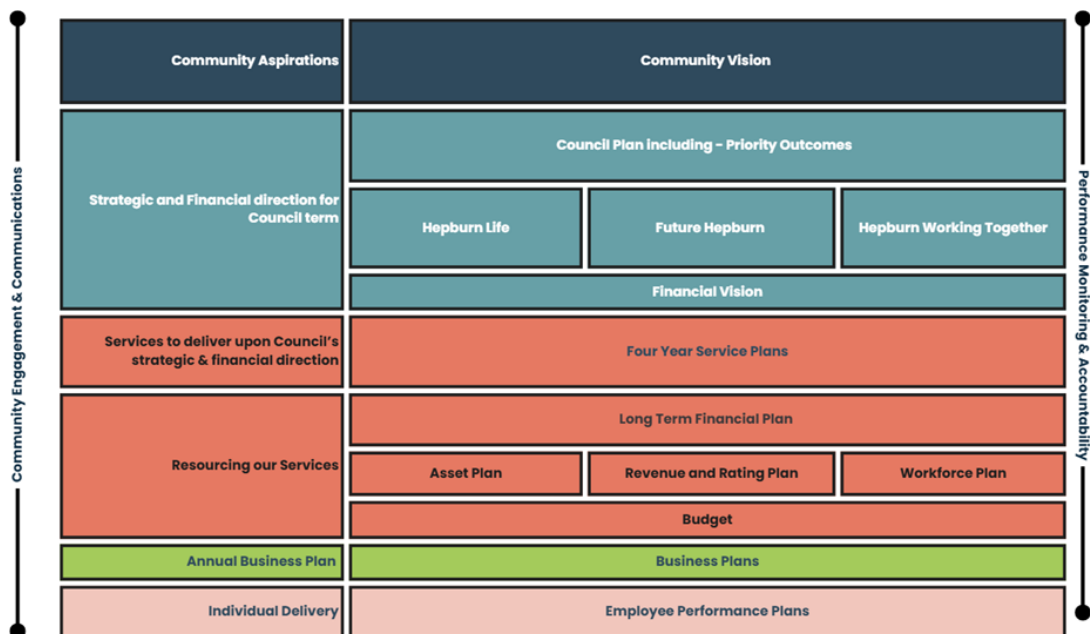 Community Engagement & Communications
Community Aspirations
Community Vision
Strategic and Financial direction for
Council term
Council Plan including - Priority Outcomes
Hepburn Life
Future Hepburn
Hepburn Working Together
Financial Vision
Services to deliver upon Council's
strategic & financial direction
Four Year Service Plans
Resourcing our Services
Long Term Financial Plan
Asset Plan
Revenue and Rating Plan
Workforce Plan
Budget
Annual Business Plan
Business Plans
Individual Delivery
Employee Performance Plans
Performance Monitoring & Accountability